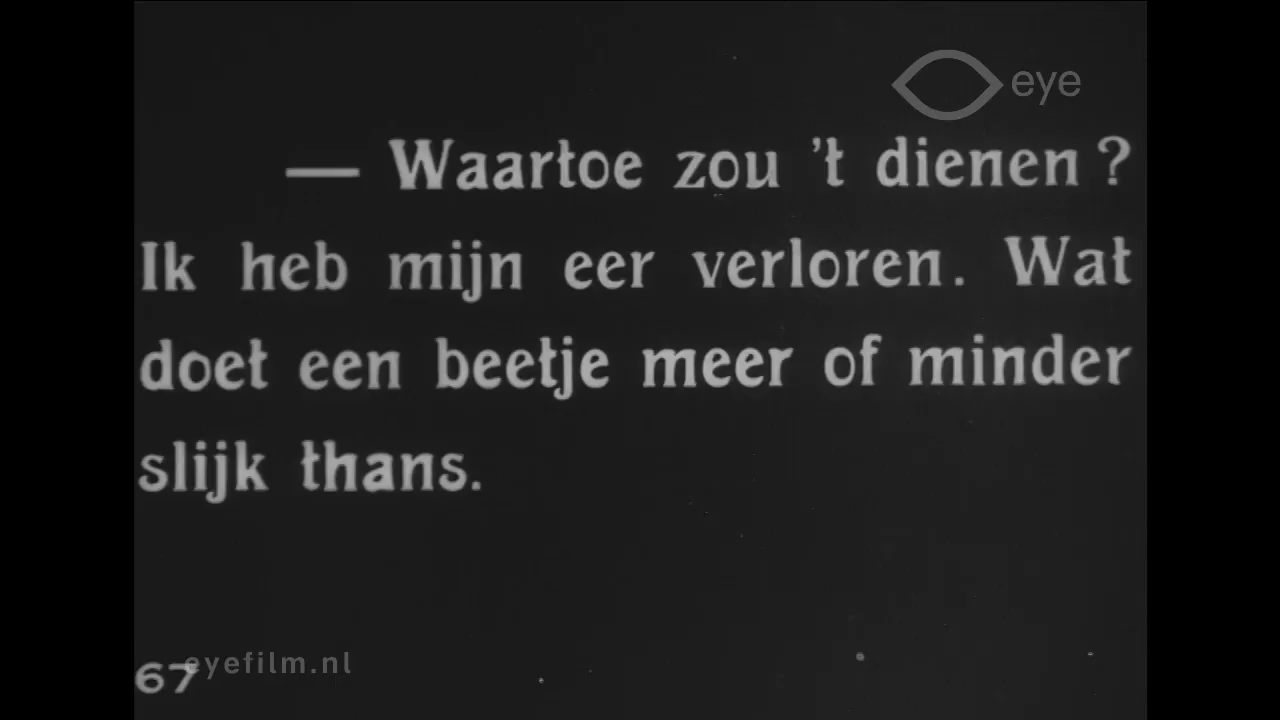 eye
— Waartoe zou 't dienen?
Ik heb mijn eer verloren. Wat
doet een beetje meer of minder
slijk thans.
67
eyefilm.nl